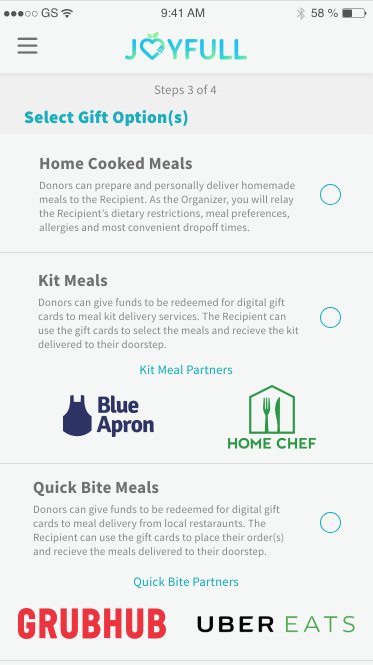 GS 9:41 AM 58 %
JOYFULL
Steps 3 of 4
Select Gift Option(s)
Home Cooked Meals
Donors can prepare and personally deliver homemade
meals to the Recipient. As the Organizer, you will relay
the Recipient's dietary restrictions, meal preferences,
allergies and most convenient dropoff times.
Kit Meals
Donors can give funds to be redeemed for digital gift
cards to meal kit delivery services. The Recipient can
use the gift cards to select the meals and recieve the kit
delivered to their doorstep.
Kit Meal Partners
Blue
Apron
HOME CHEF
Quick Bite Meals
Donors can give funds to be redeemed for digital gift
cards to meal delivery from local restaraunts. The
Recipient can use the gift cards to place their order(s)
and recieve the meals delivered to their doorstep.
Quick Bite Partners
GRUBHUB UBER EATS